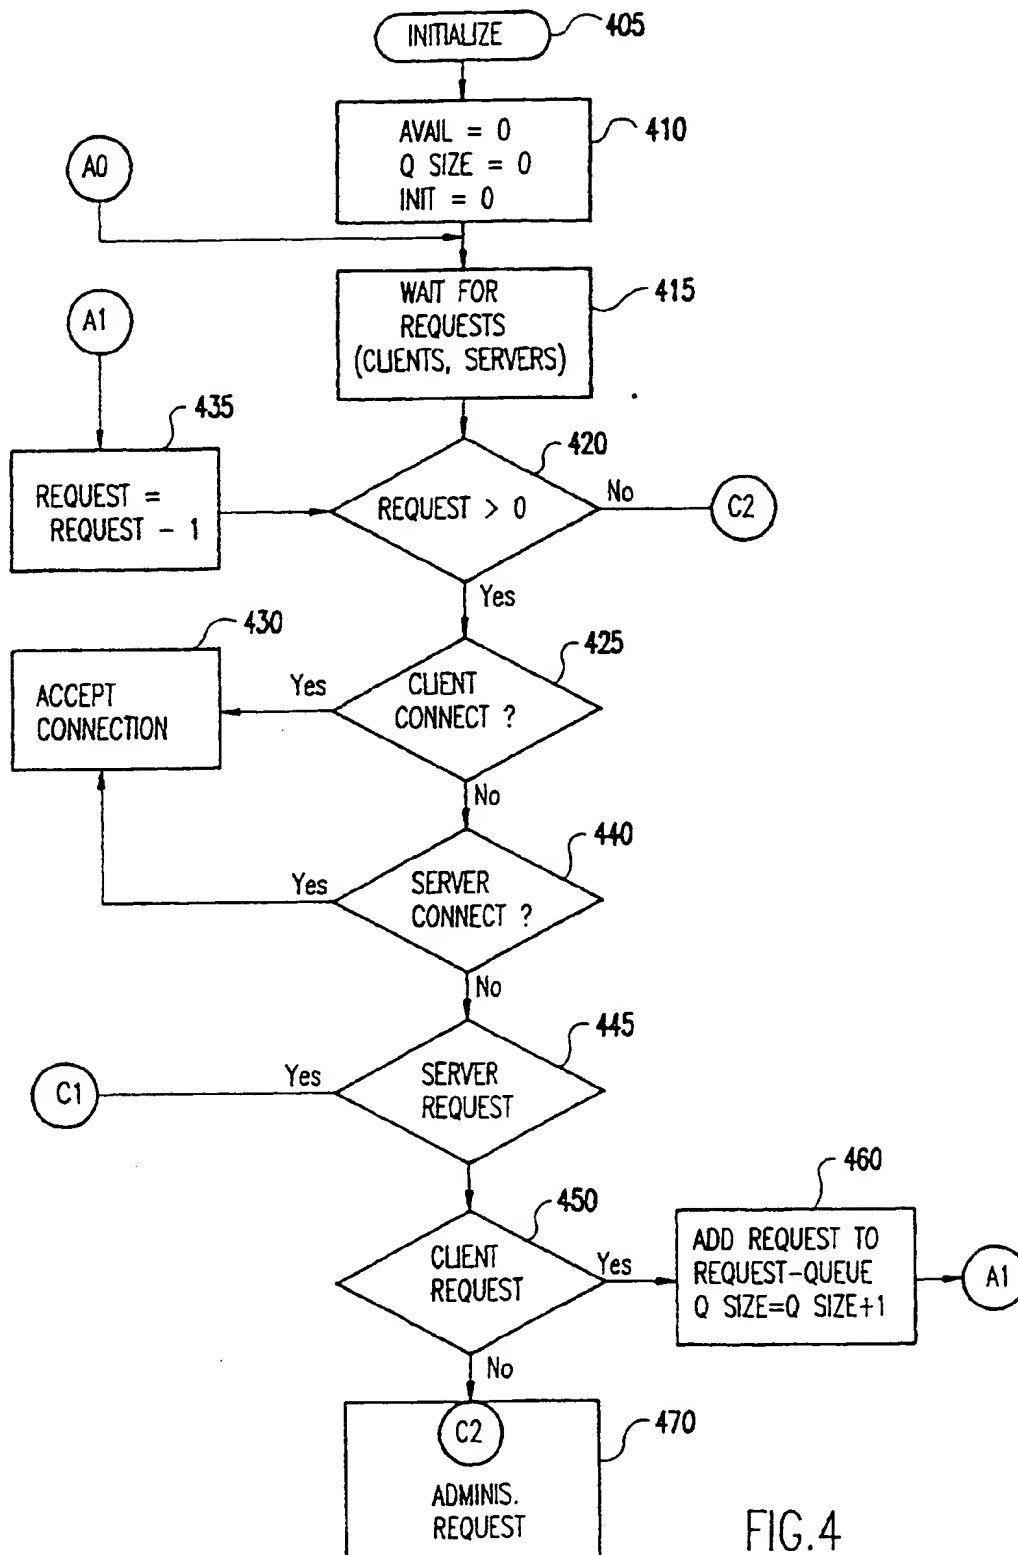 INITIALIZE
405
AVAIL = 0
Q SIZE = 0
INIT = 0
410
A0
WAIT FOR
REQUESTS
(CLIENTS, SERVERS)
415
A1
435
REQUEST =
REQUEST - 1
420
REQUEST > 0
No
C2
Yes
430
ACCEPT
CONNECTION
425
Yes
CLIENT
CONNECT ?
No
440
Yes
SERVER
CONNECT ?
No
445
C1
Yes
SERVER
REQUEST
450
CLIENT
REQUEST
Yes
460
ADD REQUEST TO
REQUEST-QUEUE
Q SIZE=Q SIZE+1
A1
No
C2
470
ADMINIS.
REQUEST
FIG.4